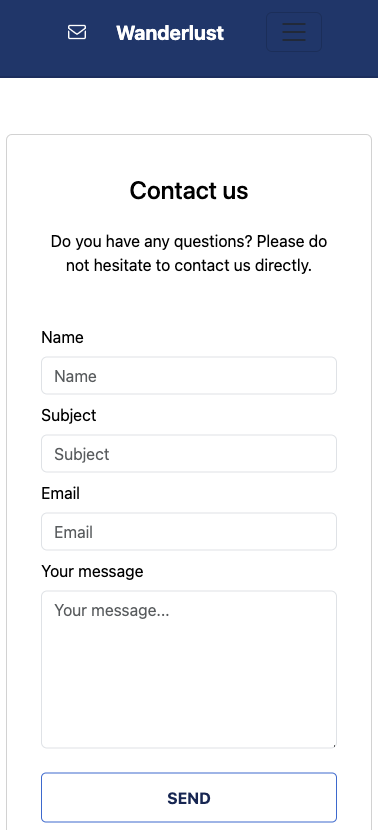 Wanderlust
Contact us
Do you have any questions? Please do
not hesitate to contact us directly.
Name
Name
Subject
Subject
Email
Email
Your message
Your message...
SEND